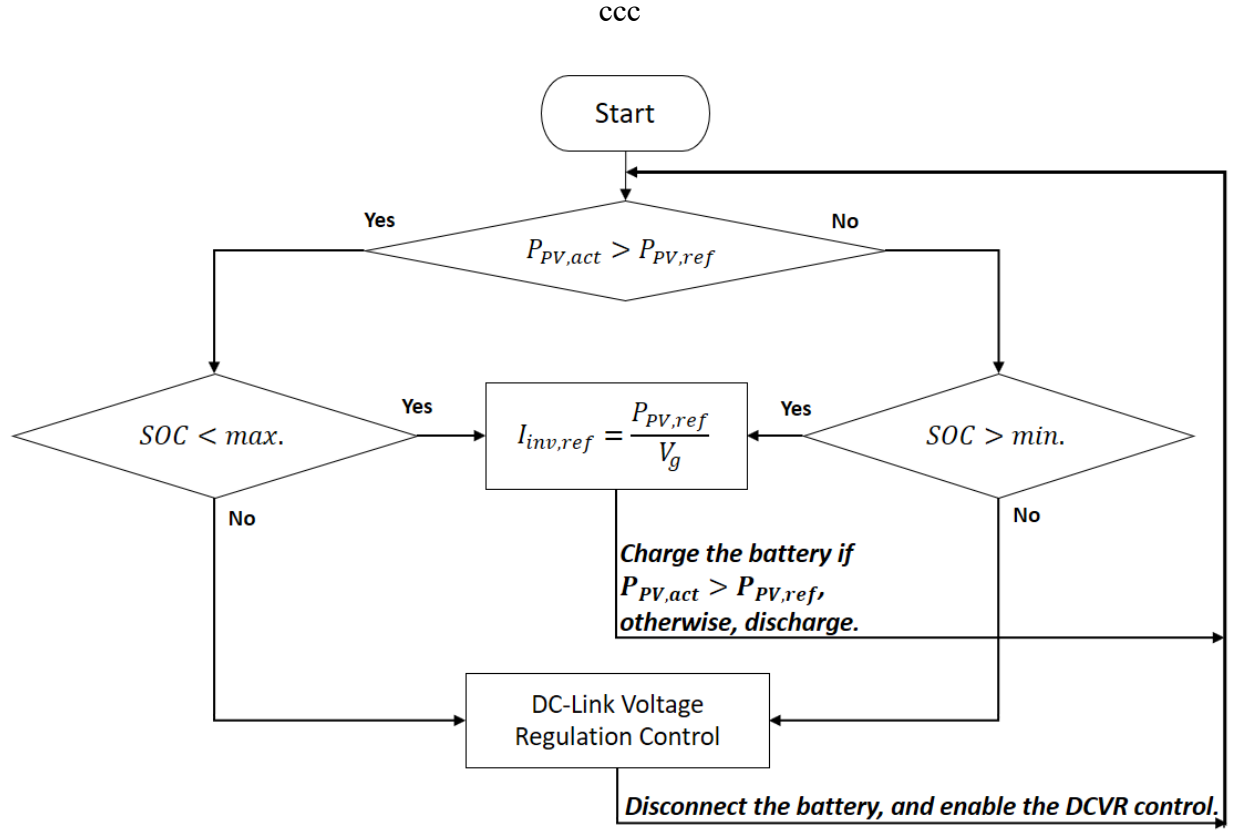 ccc
Start
Yes
No
P_{PV,act} > P_{PV,ref}
SOC < max.
Yes
I_{inv,ref} = \frac{P_{PV,ref}}{V_g}
Yes
SOC > min.
No
No
Charge the battery if
P_{PV,act} > P_{PV,ref},
otherwise, discharge.
DC-Link Voltage
Regulation Control
Disconnect the battery, and enable the DCVR control.